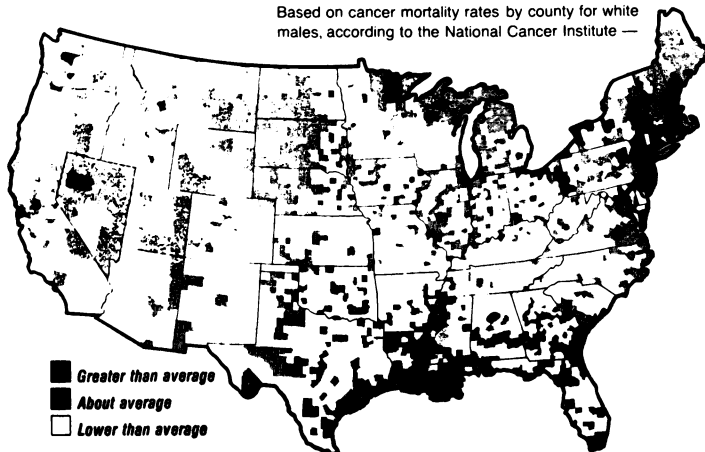 Based on cancer mortality rates by county for white
males, according to the National Cancer Institute —
Greater than average
About average
Lower than average